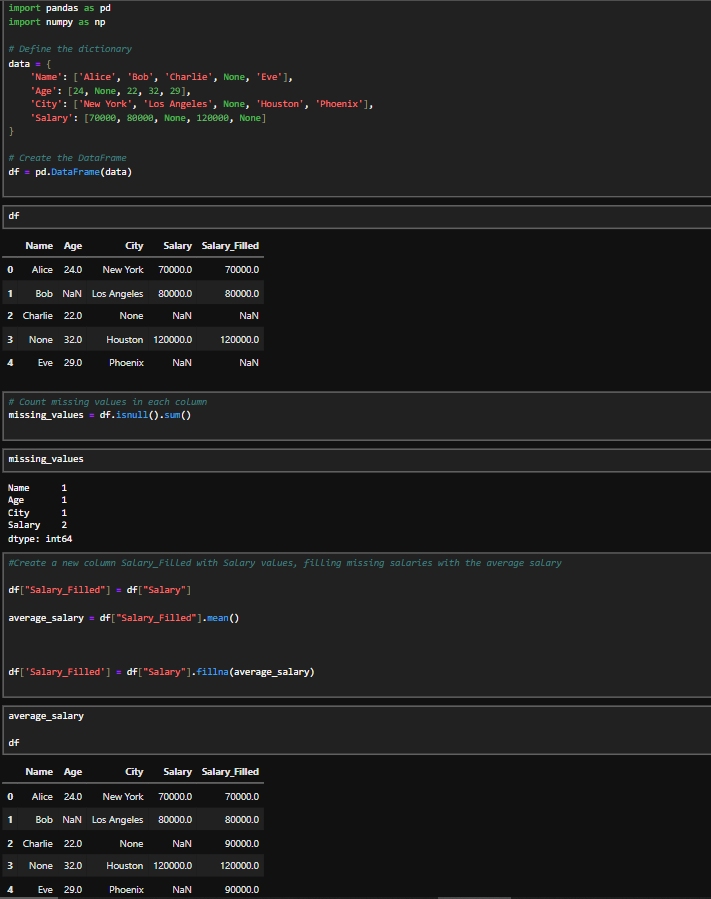 import pandas as pd
import numpy as np
# Define the dictionary
data = {
'Name': ['Alice', 'Bob', 'Charlie', None, 'Eve'],
'Age': [24, None, 22, 32, 29],
'City': ['New York', 'Los Angeles', None, 'Houston', 'Phoenix'],
'Salary': [70000, 80000, None, 120000, None]
}
# Create the DataFrame
df = pd.DataFrame(data)
df
Name Age City Salary Salary_Filled
0 Alice 24.0 New York 70000.0 70000.0
1 Bob NaN Los Angeles 80000.0 80000.0
2 Charlie 22.0 None NaN NaN
3 None 32.0 Houston 120000.0 120000.0
4 Eve 29.0 Phoenix NaN NaN
# Count missing values in each column
missing_values = df.isnull().sum()
missing_values
Name 1
Age 1
City 1
Salary 2
dtype: int64
#Create a new column Salary_Filled with Salary values, filling missing salaries with the average salary
df["Salary_Filled"] = df["Salary"]
average_salary = df["Salary_Filled"].mean()
df['Salary_Filled'] = df["Salary"].fillna(average_salary)
average_salary
df
Name Age City Salary Salary_Filled
0 Alice 24.0 New York 70000.0 70000.0
1 Bob NaN Los Angeles 80000.0 80000.0
2 Charlie 22.0 None NaN 90000.0
3 None 32.0 Houston 120000.0 120000.0
4 Eve 29.0 Phoenix NaN 90000.0